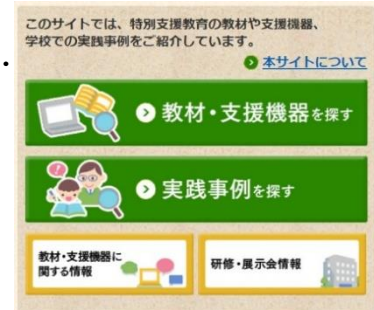 このサイトでは、特別支援教育の教材や支援機器、
学校での実践事例をご紹介しています。
本サイトについて
教材・支援機器を探す
実践事例を探す
教材・支援機器に
関する情報
研修・展示会情報